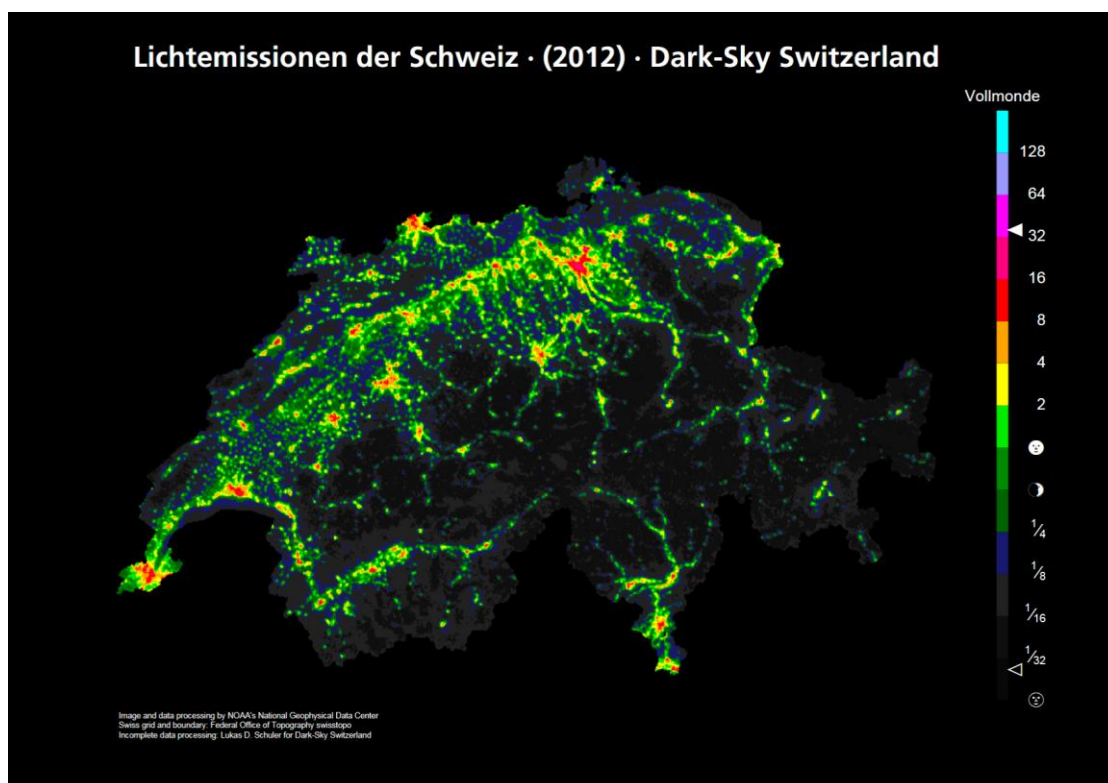 Lichtemissionen der Schweiz · (2012) · Dark-Sky Switzerland
Vollmonde
128
64
32
16
8
4
2
¼
⅛
1/16
1/32
Image and data processing by NOAA's National Geophysical Data Center
Swiss grid and boundary: Federal Office of Topography swisstopo
Incomplete data processing: Lukas D. Schuler for Dark-Sky Switzerland